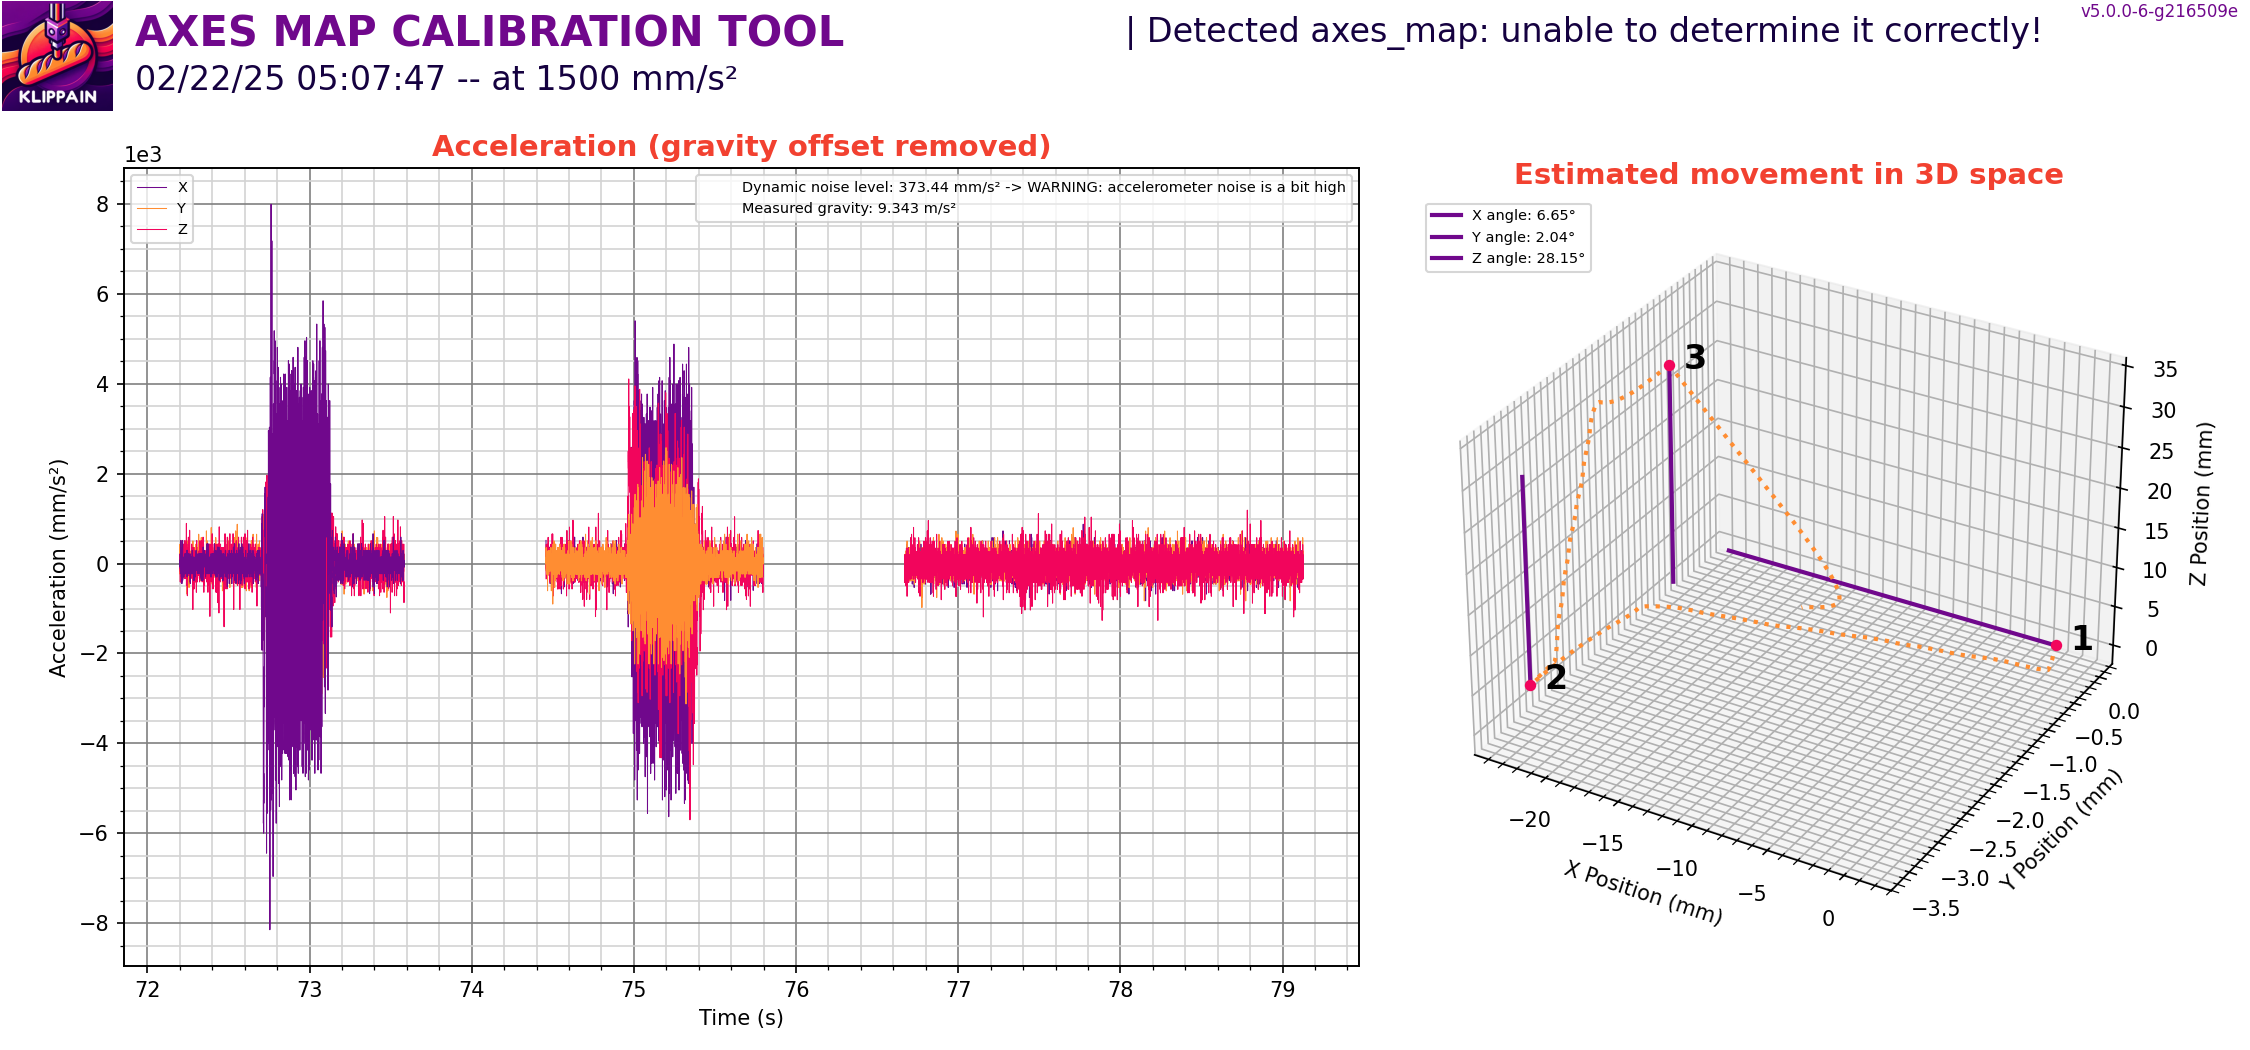 KLIPPAIN
AXES MAP CALIBRATION TOOL
02/22/25 05:07:47 -- at 1500 mm/s²
| Detected axes_map: unable to determine it correctly!
v5.0.0-6-g216509e
Acceleration (gravity offset removed)
1e3
X
Y
Z
Dynamic noise level: 373.44 mm/s² -> WARNING: accelerometer noise is a bit high
Measured gravity: 9.343 m/s²
8
6
4
2
0
−2
−4
−6
−8
Acceleration (mm/s²)
72 73 74 75 76 77 78 79
Time (s)
Estimated movement in 3D space
X angle: 6.65°
Y angle: 2.04°
Z angle: 28.15°
3
1
2
35
30
25
20
15
10
5
0
Z Position (mm)
0.0
−0.5
−1.0
−1.5
−2.0
−2.5
−3.0
−3.5
Y Position (mm)
−20
−15
−10
−5
0
X Position (mm)